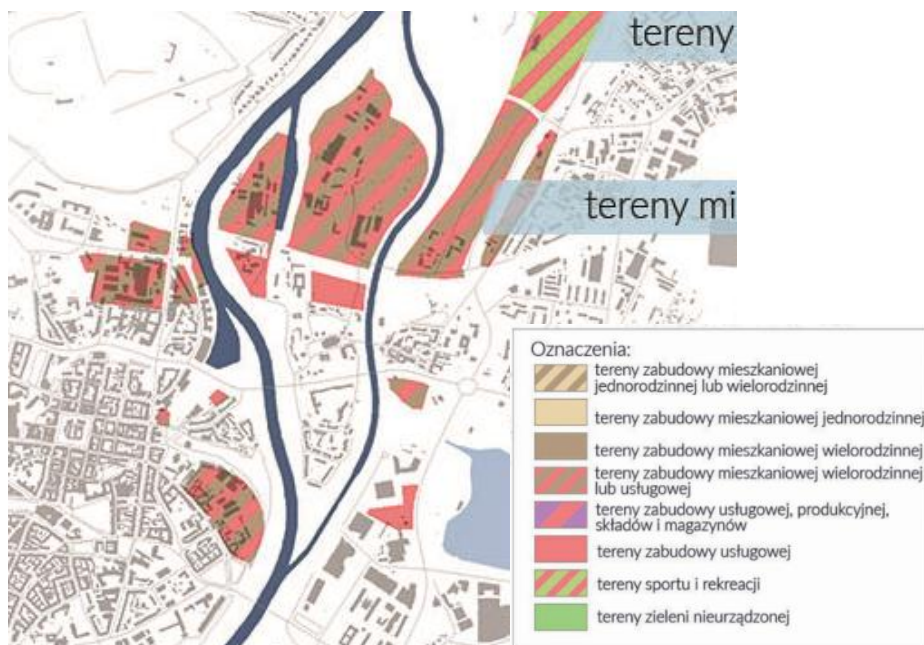 tereny
tereny mi
Oznaczenia:
tereny zabudowy mieszkaniowej
jednorodzinnej lub wielorodzinnej
tereny zabudowy mieszkaniowej jednorodzinnej
tereny zabudowy mieszkaniowej wielorodzinnej
tereny zabudowy mieszkaniowej wielorodzinnej
lub usługowej
tereny zabudowy usługowej, produkcyjnej,
składów i magazynów
tereny zabudowy usługowej
tereny sportu i rekreacji
tereny zieleni nieurządzonej